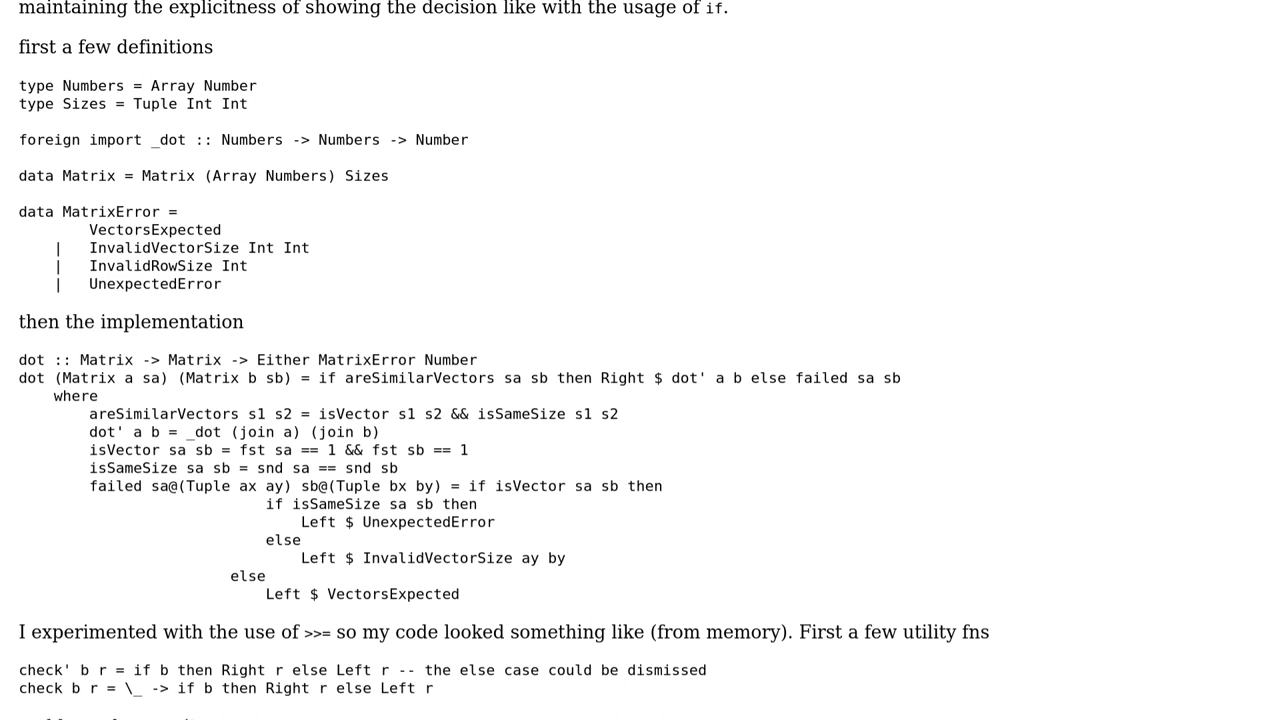 maintaining the explicitness of showing the decision like with the usage of if.
first a few definitions
type Numbers = Array Number
type Sizes = Tuple Int Int
foreign import _dot :: Numbers -> Numbers -> Number
data Matrix = Matrix (Array Numbers) Sizes
data MatrixError =
        VectorsExpected
    |   InvalidVectorSize Int Int
    |   InvalidRowSize Int
    |   UnexpectedError
then the implementation
dot :: Matrix -> Matrix -> Either MatrixError Number
dot (Matrix a sa) (Matrix b sb) = if areSimilarVectors sa sb then Right $ dot' a b else failed sa sb
    where
        areSimilarVectors s1 s2 = isVector s1 s2 && isSameSize s1 s2
        dot' a b = _dot (join a) (join b)
        isVector sa sb = fst sa == 1 && fst sb == 1
        isSameSize sa sb = snd sa == snd sb
        failed sa@(Tuple ax ay) sb@(Tuple bx by) = if isVector sa sb then
                            if isSameSize sa sb then
                                Left $ UnexpectedError
                            else
                                Left $ InvalidVectorSize ay by
                        else
                            Left $ VectorsExpected
I experimented with the use of >>= so my code looked something like (from memory). First a few utility fns
check' b r = if b then Right r else Left r -- the else case could be dismissed
check b r = \_ -> if b then Right r else Left r